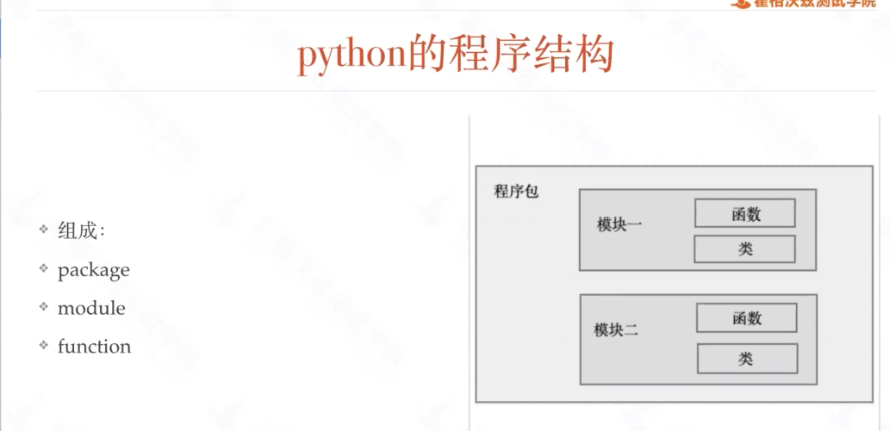 霍格沃兹测试学院
python的程序结构
组成：
package
module
function
程序包
模块一
函数
类
模块二
函数
类